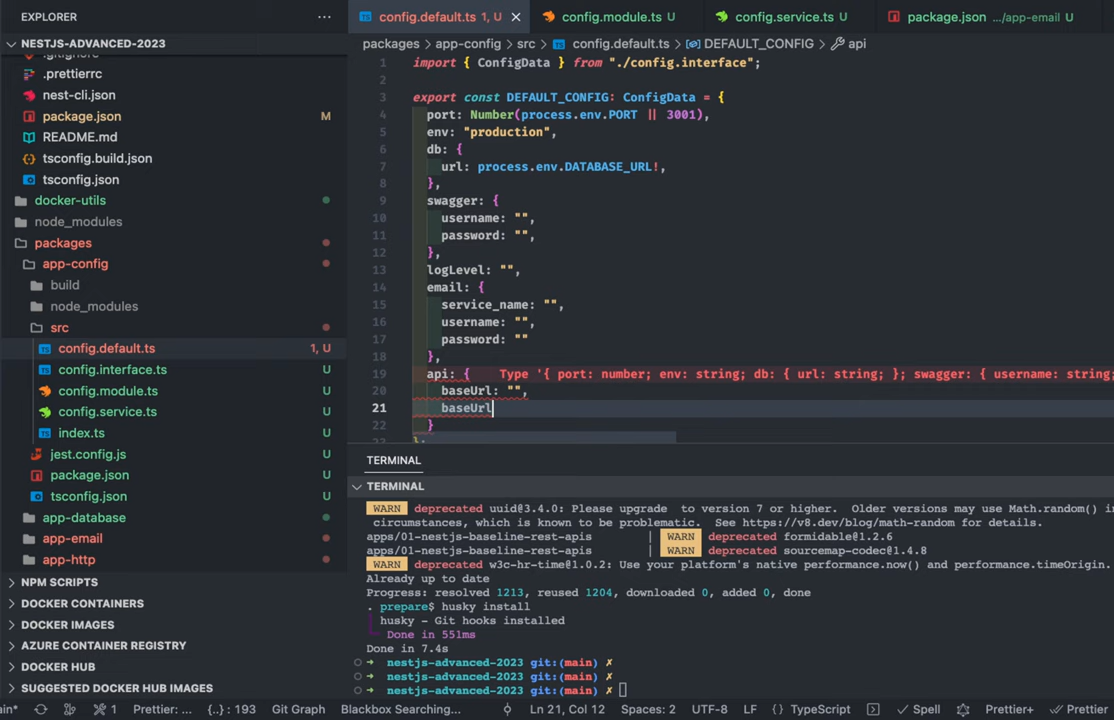 EXPLORER
NESTJS-ADVANCED-2023
.prettierrc
nest-cli.json
package.json M
README.md
tsconfig.build.json
tsconfig.json
docker-utils
node_modules
packages
app-config
build
node_modules
src
config.default.ts 1, U
config.interface.ts U
config.module.ts U
config.service.ts U
index.ts U
jest.config.js U
package.json U
tsconfig.json U
app-database
app-email
app-http
NPM SCRIPTS
DOCKER CONTAINERS
DOCKER IMAGES
AZURE CONTAINER REGISTRY
DOCKER HUB
SUGGESTED DOCKER HUB IMAGES
config.default.ts 1, U
config.module.ts U
config.service.ts U
package.json .../app-email U
packages > app-config > src > config.default.ts > DEFAULT_CONFIG > api
1 import { ConfigData } from "./config.interface";
2
3 export const DEFAULT_CONFIG: ConfigData = {
4 port: Number(process.env.PORT || 3001),
5 env: "production",
6 db: {
7 url: process.env.DATABASE_URL!,
8 },
9 swagger: {
10 username: "",
11 password: "",
12 },
13 logLevel: "",
14 email: {
15 service_name: "",
16 username: "",
17 password: ""
18 },
19 api: { Type '{ port: number; env: string; db: { url: string; }; swagger: { username: string;
20 baseUrl: "",
21 baseUrl
22 }
23 };
TERMINAL
TERMINAL
WARN deprecated uuid@3.4.0: Please upgrade to version 7 or higher. Older versions may use Math.random() in
circumstances, which is known to be problematic. See https://v8.dev/blog/math-random for details.
apps/01-nestjs-baseline-rest-apis | WARN deprecated formidable@1.2.6
apps/01-nestjs-baseline-rest-apis | WARN deprecated sourcemap-codec@1.4.8
WARN deprecated w3c-hr-time@1.0.2: Use your platform's native performance.now() and performance.timeOrigin.
Already up to date
Progress: resolved 1213, reused 1204, downloaded 0, added 0, done
. prepare$ husky install
husky - Git hooks installed
Done in 551ms
Done in 7.4s
➜ nestjs-advanced-2023 git:(main) ✗
➜ nestjs-advanced-2023 git:(main) ✗
➜ nestjs-advanced-2023 git:(main) ✗
main* 1 Prettier: ... {..} : 193 Git Graph Blackbox Searching... Ln 21, Col 12 Spaces: 2 UTF-8 LF {} TypeScript Spell Prettier+ Prettier